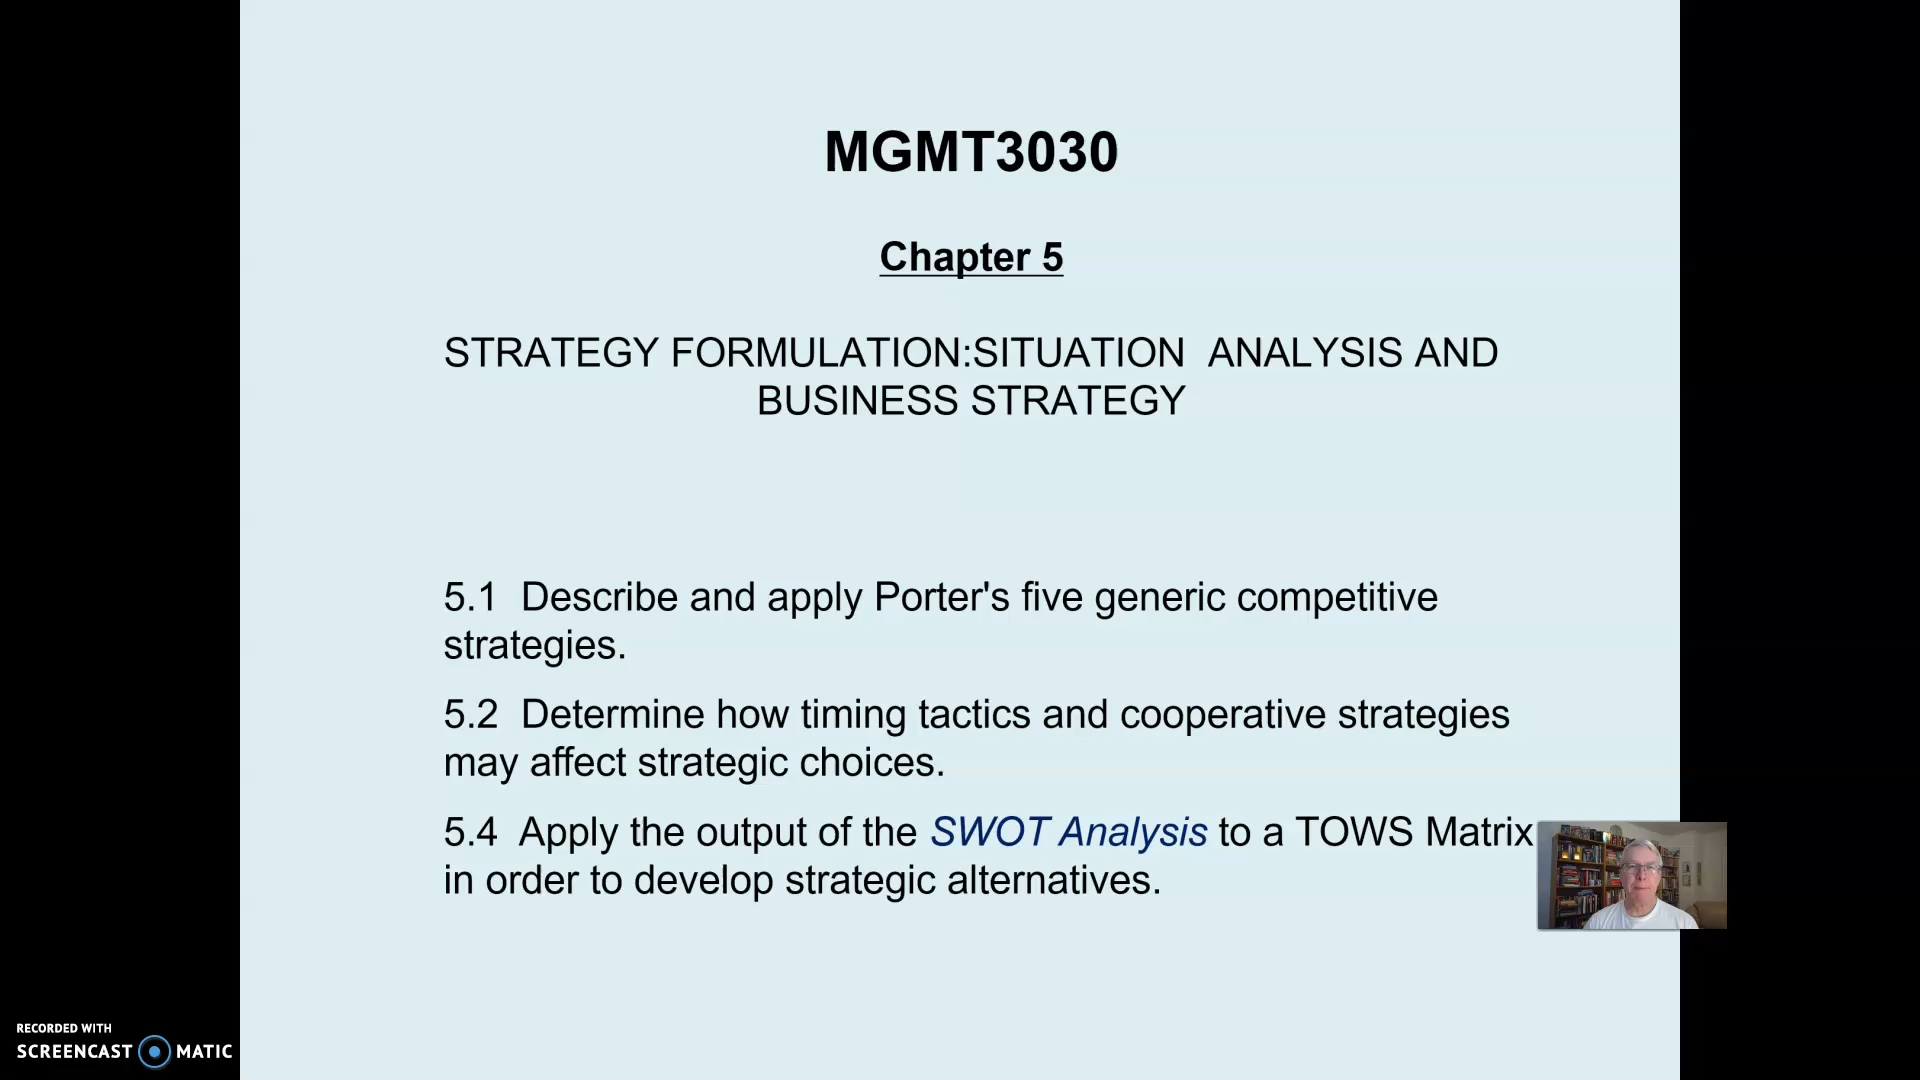 MGMT3030
Chapter 5
STRATEGY FORMULATION:SITUATION  ANALYSIS AND
BUSINESS STRATEGY
5.1  Describe and apply Porter's five generic competitive
strategies.
5.2  Determine how timing tactics and cooperative strategies
may affect strategic choices.
5.4  Apply the output of the SWOT Analysis to a TOWS Matrix
in order to develop strategic alternatives.
RECORDED WITH
SCREENCAST MATIC